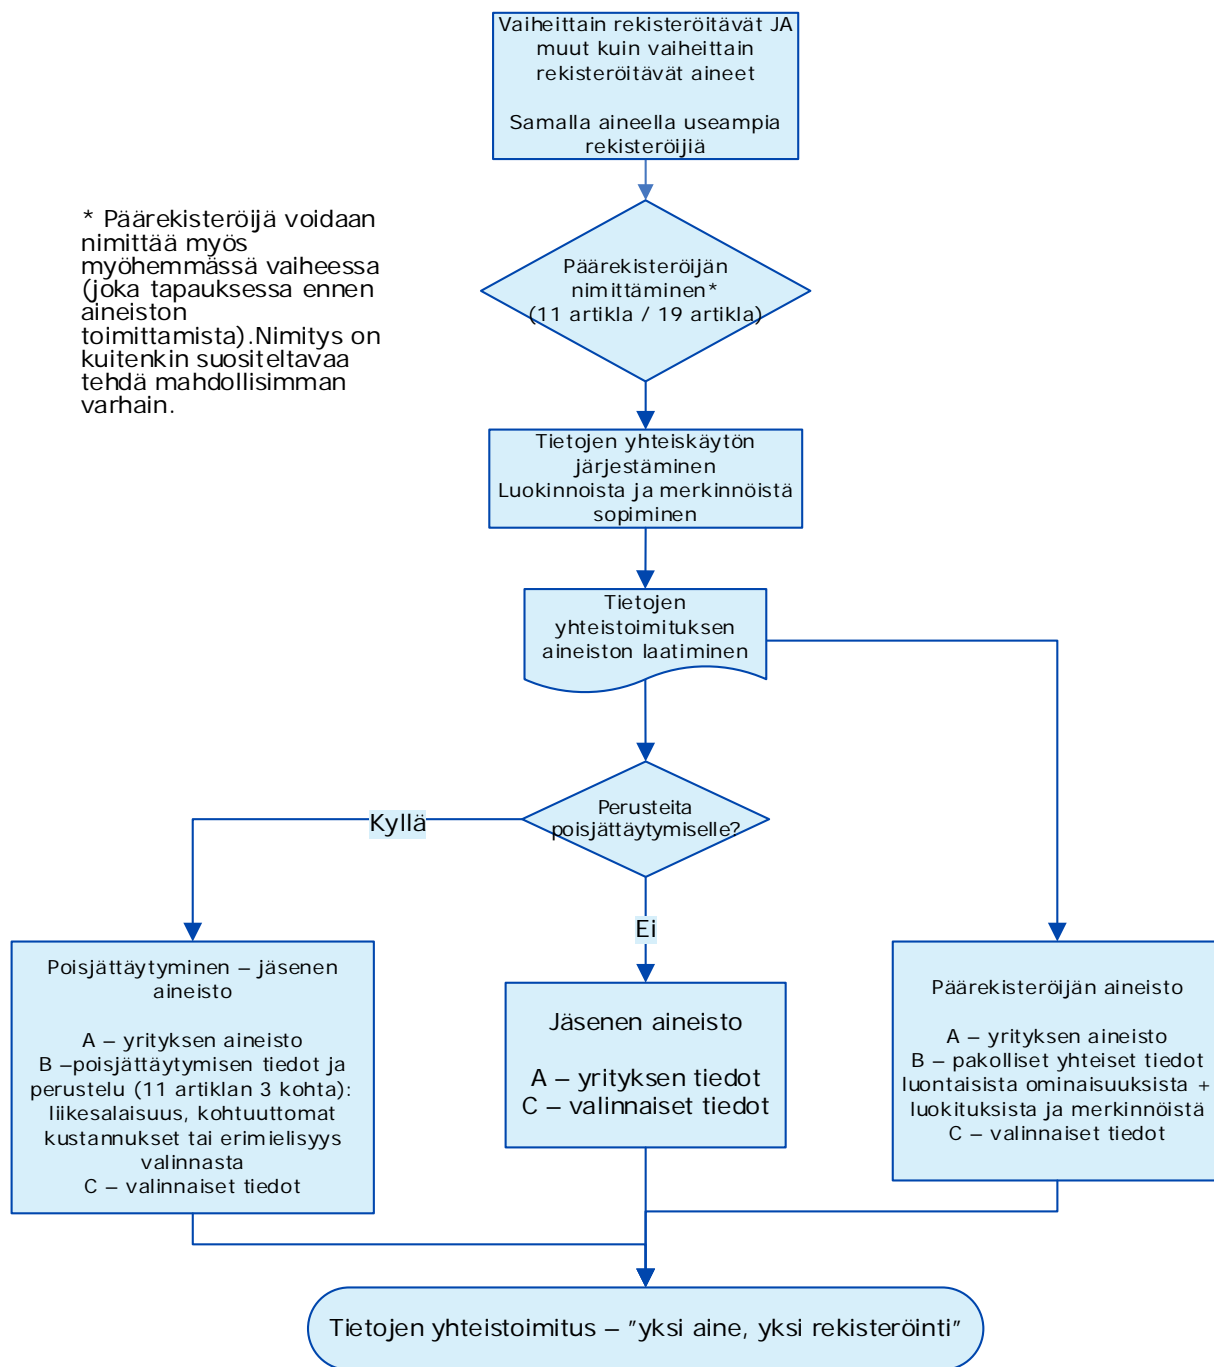 Vaiheittain rekisteröitävät JA
muut kuin vaiheittain
rekisteröitävät aineet
Samalla aineella useampia
rekisteröijiä
* Päärekisteröijä voidaan
nimittää myös
myöhemmässä vaiheessa
(joka tapauksessa ennen
aineiston
toimittamista).Nimitys on
kuitenkin suositeltavaa
tehdä mahdollisimman
varhain.
Päärekisteröijän
nimittäminen*
(11 artikla / 19 artikla)
Tietojen yhteiskäytön
järjestäminen
Luokinnoista ja merkinnöistä
sopiminen
Tietojen
yhteistoimituksen
aineiston laatiminen
Perusteita
poisjättäytymiselle?
Kyllä
Ei
Poisjättäytyminen – jäsenen
aineisto
A – yrityksen aineisto
B –poisjättäytymisen tiedot ja
perustelu (11 artiklan 3 kohta):
liikesalaisuus, kohtuuttomat
kustannukset tai erimielisyys
valinnasta
C – valinnaiset tiedot
Jäsenen aineisto
A – yrityksen tiedot
C – valinnaiset tiedot
Päärekisteröijän aineisto
A – yrityksen aineisto
B – pakolliset yhteiset tiedot
luontaisista ominaisuuksista +
luokituksista ja merkinnöistä
C – valinnaiset tiedot
Tietojen yhteistoimitus – "yksi aine, yksi rekisteröinti"